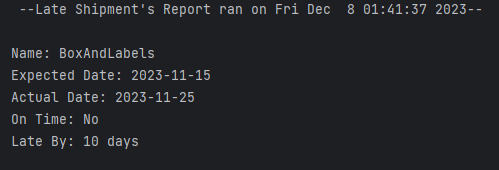 --Late Shipment's Report ran on Fri Dec  8 01:41:37 2023--
Name: BoxAndLabels
Expected Date: 2023-11-15
Actual Date: 2023-11-25
On Time: No
Late By: 10 days